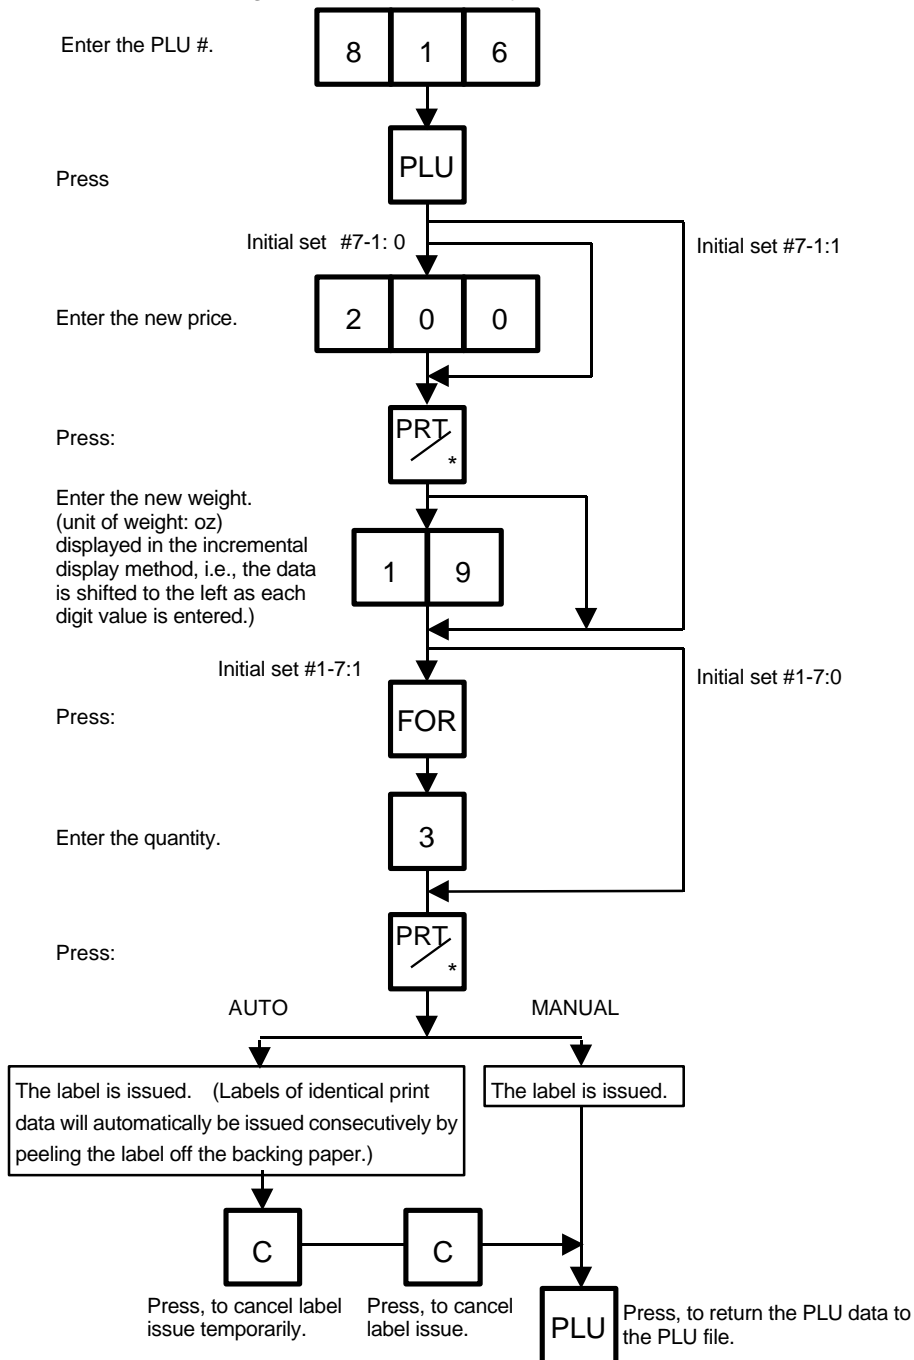 Enter the PLU #.
8 1 6
PLU
Press
Initial set #7-1: 0
Initial set #7-1:1
Enter the new price.
2 0 0
Press:
PRT
*
Enter the new weight.
(unit of weight: oz)
displayed in the incremental
display method, i.e., the data
is shifted to the left as each
digit value is entered.)
1 9
Initial set #1-7:1
Initial set #1-7:0
Press:
FOR
Enter the quantity.
3
Press:
PRT
*
AUTO
MANUAL
The label is issued. (Labels of identical print
data will automatically be issued consecutively by
peeling the label off the backing paper.)
The label is issued.
C
C
Press, to cancel label
issue temporarily.
Press, to cancel
label issue.
PLU
Press, to return the PLU data to
the PLU file.